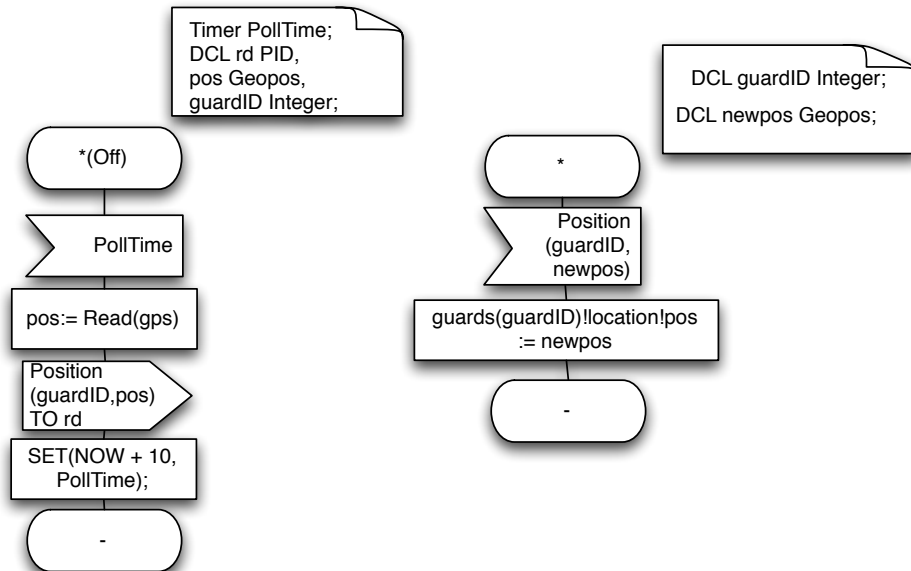 Timer PollTime;
DCL rd PID,
pos Geopos,
guardID Integer;
DCL guardID Integer;
DCL newpos Geopos;
*(Off)
PollTime
pos:= Read(gps)
Position
(guardID,pos)
TO rd
SET(NOW + 10,
PollTime);
-
*
Position
(guardID,
newpos)
guards(guardID)!location!pos
:= newpos
-